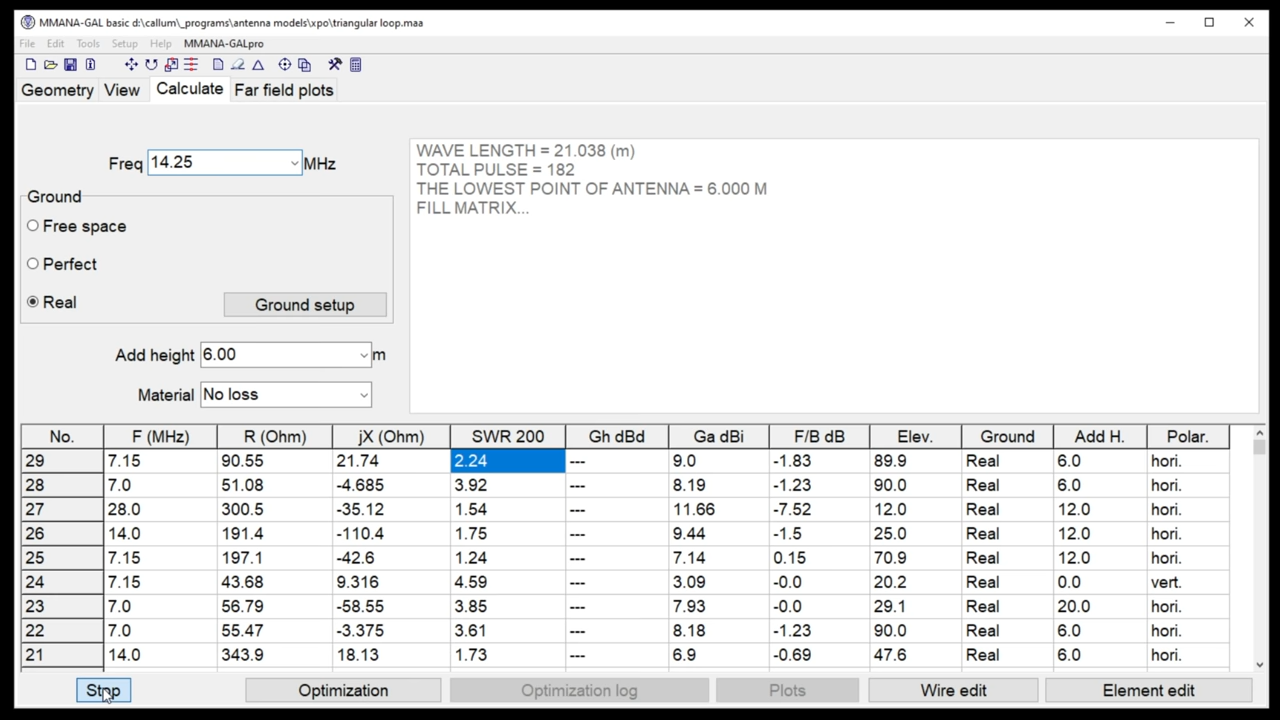 MMANA-GAL basic d:\callum\_programs\antenna models\xpo\triangular loop.maa
File Edit Tools Setup Help MMANA-GALpro
Geometry View Calculate Far field plots
Freq 14.25 MHz
Ground
Free space
Perfect
Real Ground setup
Add height 6.00 m
Material No loss
WAVE LENGTH = 21.038 (m)
TOTAL PULSE = 182
THE LOWEST POINT OF ANTENNA = 6.000 M
FILL MATRIX...
No. F (MHz) R (Ohm) jX (Ohm) SWR 200 Gh dBd Ga dBi F/B dB Elev. Ground Add H. Polar.
29 7.15 90.55 21.74 2.24 --- 9.0 -1.83 89.9 Real 6.0 hori.
28 7.0 51.08 -4.685 3.92 --- 8.19 -1.23 90.0 Real 6.0 hori.
27 28.0 300.5 -35.12 1.54 --- 11.66 -7.52 12.0 Real 12.0 hori.
26 14.0 191.4 -110.4 1.75 --- 9.44 -1.5 25.0 Real 12.0 hori.
25 7.15 197.1 -42.6 1.24 --- 7.14 0.15 70.9 Real 12.0 hori.
24 7.15 43.68 9.316 4.59 --- 3.09 -0.0 20.2 Real 0.0 vert.
23 7.0 56.79 -58.55 3.85 --- 7.93 -0.0 29.1 Real 20.0 hori.
22 7.0 55.47 -3.375 3.61 --- 8.18 -1.23 90.0 Real 6.0 hori.
21 14.0 343.9 18.13 1.73 --- 6.9 -0.69 47.6 Real 6.0 hori.
Stop Optimization Optimization log Plots Wire edit Element edit